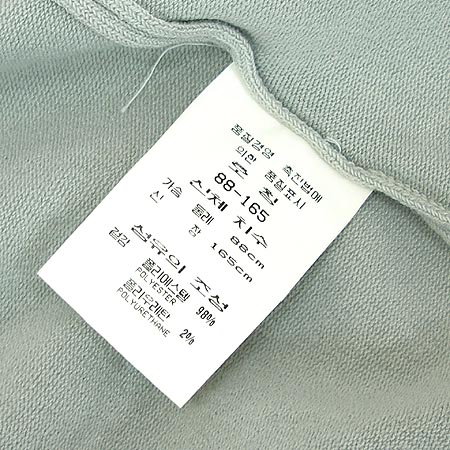 품질경영 촉진법에
의한 품질표시
호칭
88-165
신체 치수
가슴 둘레 88cm
신 장 165cm
섬유의 조성
겉감
폴리에스텔 98%
POLYESTER
폴리우레탄 2%
POLYURETHANE